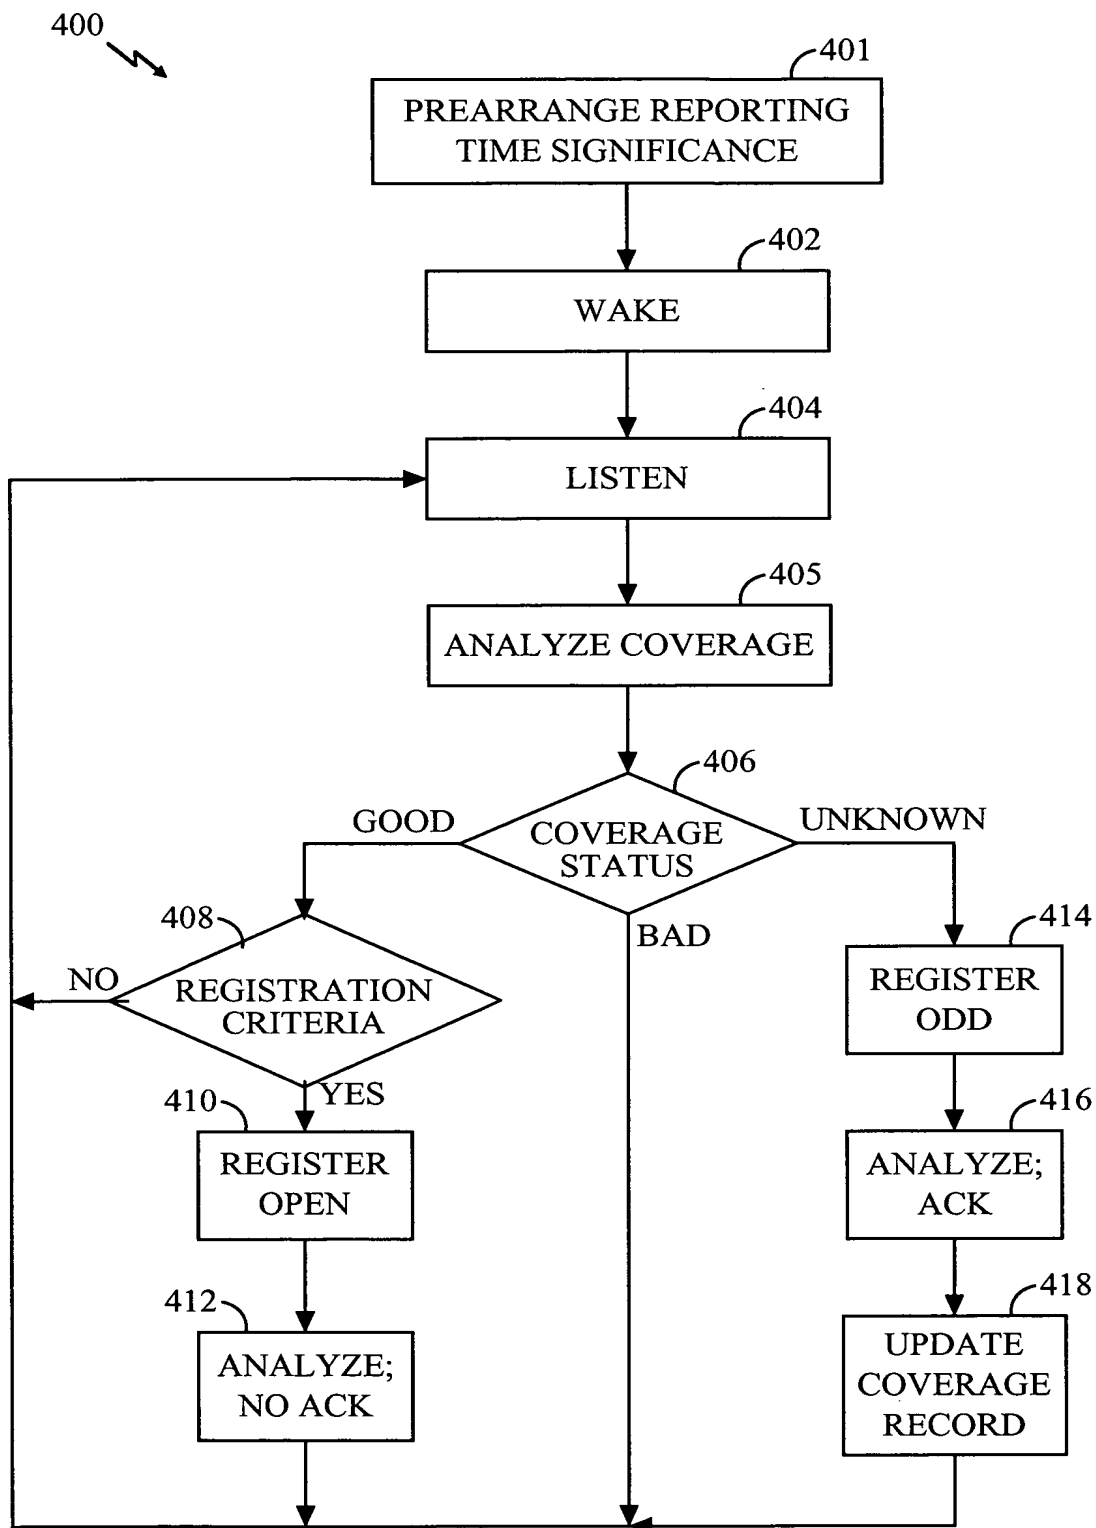 400
401
PREARRANGE REPORTING
TIME SIGNIFICANCE
402
WAKE
404
LISTEN
405
ANALYZE COVERAGE
406
GOOD
COVERAGE
STATUS
UNKNOWN
BAD
408
NO
REGISTRATION
CRITERIA
YES
414
REGISTER
ODD
410
REGISTER
OPEN
416
ANALYZE;
ACK
412
ANALYZE;
NO ACK
418
UPDATE
COVERAGE
RECORD